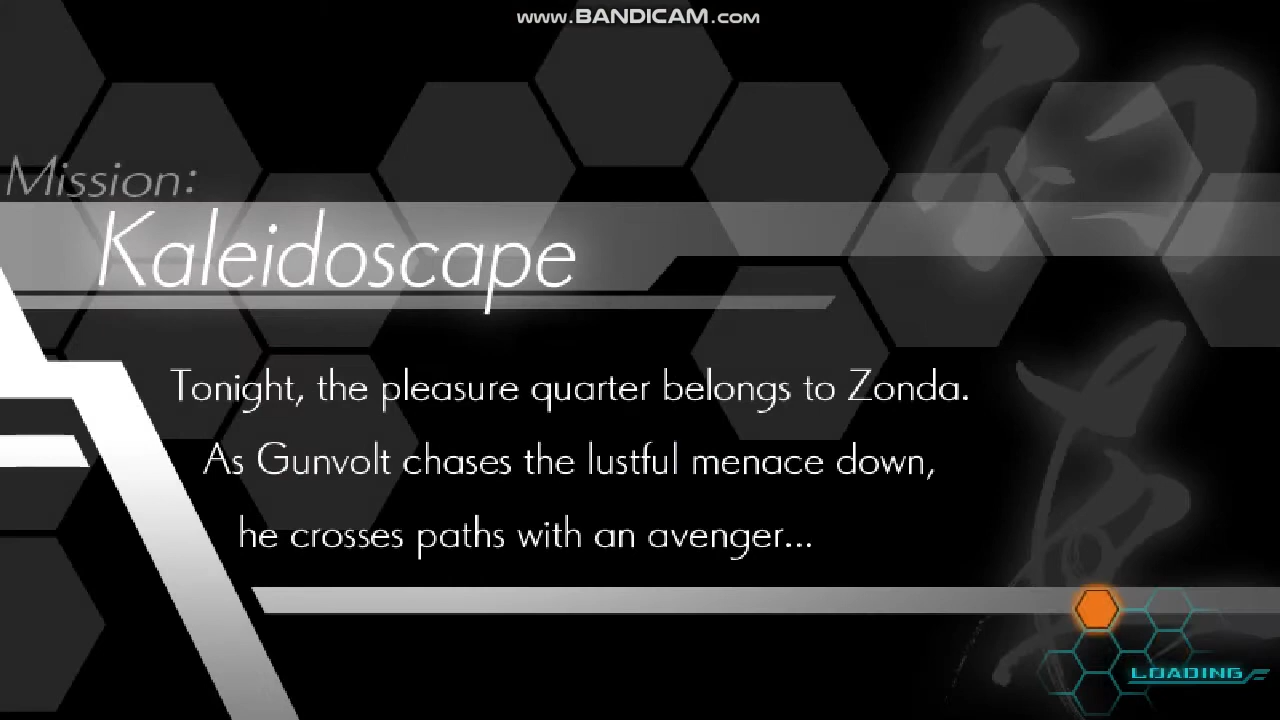 www.BANDICAM.com
Mission:
Kaleidoscope
Tonight, the pleasure quarter belongs to Zonda.
As Gunvolt chases the lustful menace down,
he crosses paths with an avenger...
LOADING